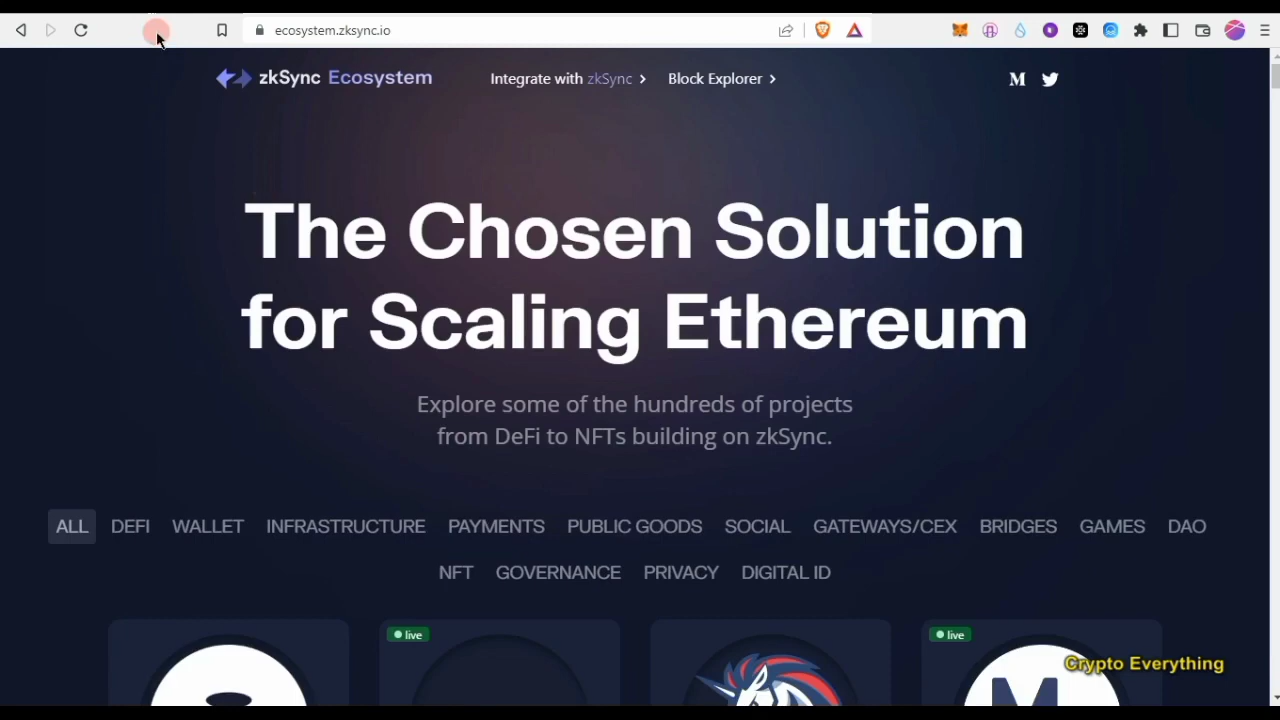 ecosystem.zksync.io
zkSync Ecosystem
Integrate with zkSync
Block Explorer
The Chosen Solution
for Scaling Ethereum
Explore some of the hundreds of projects
from DeFi to NFTs building on zkSync.
ALL DEFI WALLET INFRASTRUCTURE PAYMENTS PUBLIC GOODS SOCIAL GATEWAYS/CEX BRIDGES GAMES DAO
NFT GOVERNANCE PRIVACY DIGITAL ID
live
live
Crypto Everything